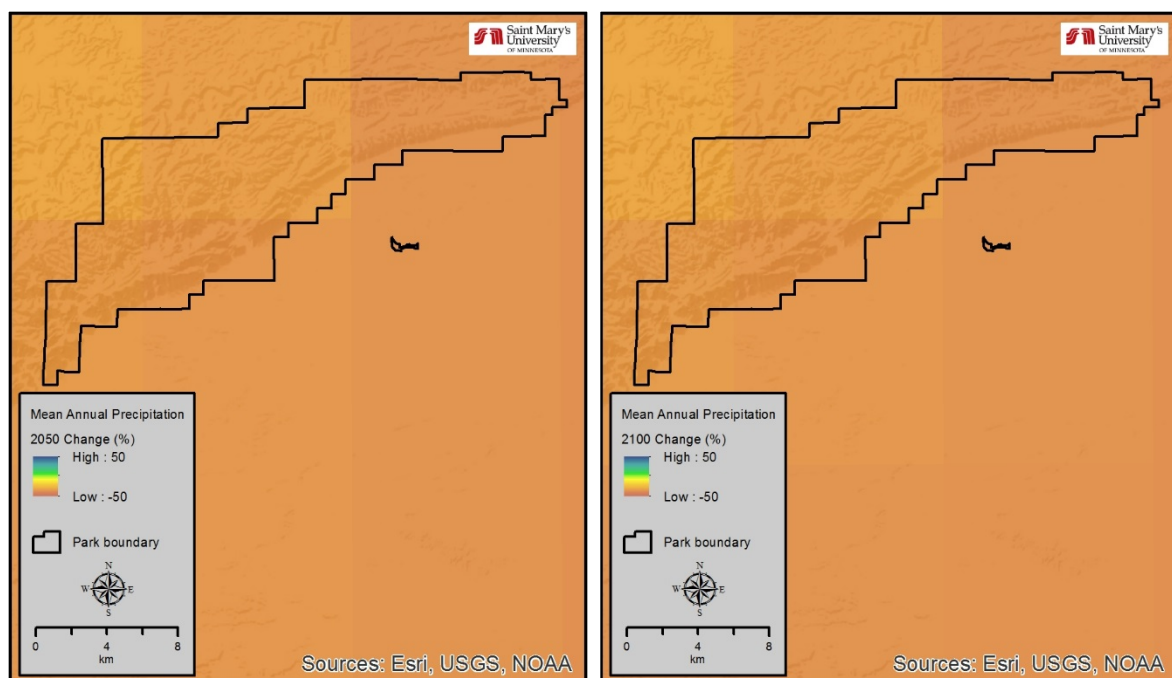 Saint Mary's
University
OF MINNESOTA
Mean Annual Precipitation
2050 Change (%)
High : 50
Low : -50
Park boundary
N
W E
S
0 4 8
km
Sources: Esri, USGS, NOAA
Saint Mary's
University
OF MINNESOTA
Mean Annual Precipitation
2100 Change (%)
High : 50
Low : -50
Park boundary
N
W E
S
0 4 8
km
Sources: Esri, USGS, NOAA